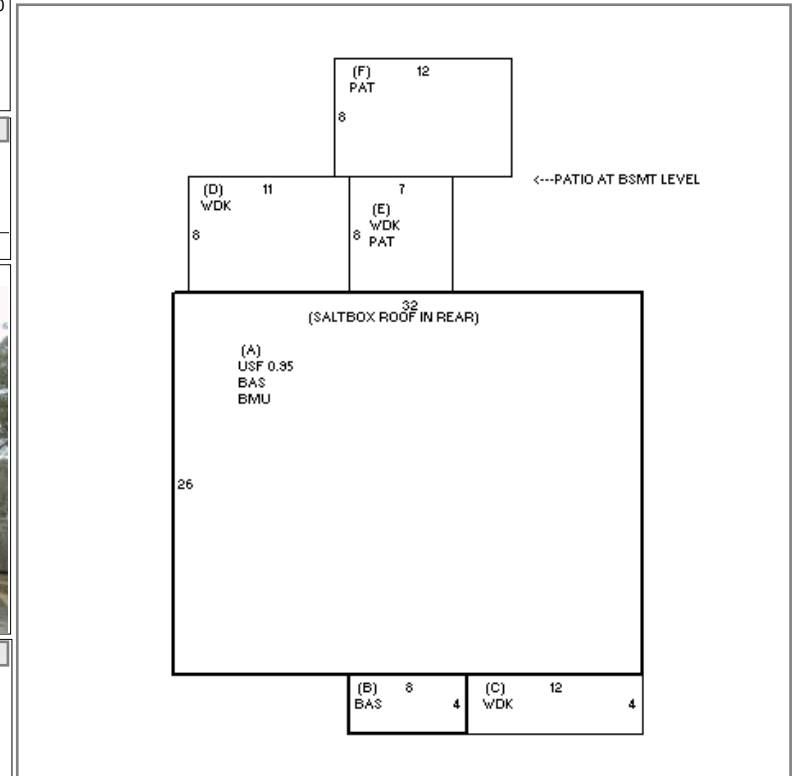 (F) 12
PAT
8
<---PATIO AT BSMT LEVEL
(D) 11
WDK
8
7
(E)
WDK
8 PAT
32
(SALTBOX ROOF IN REAR)
(A)
USF 0.95
BAS
BMU
26
(B) 8
BAS 4
(C) 12
WDK 4